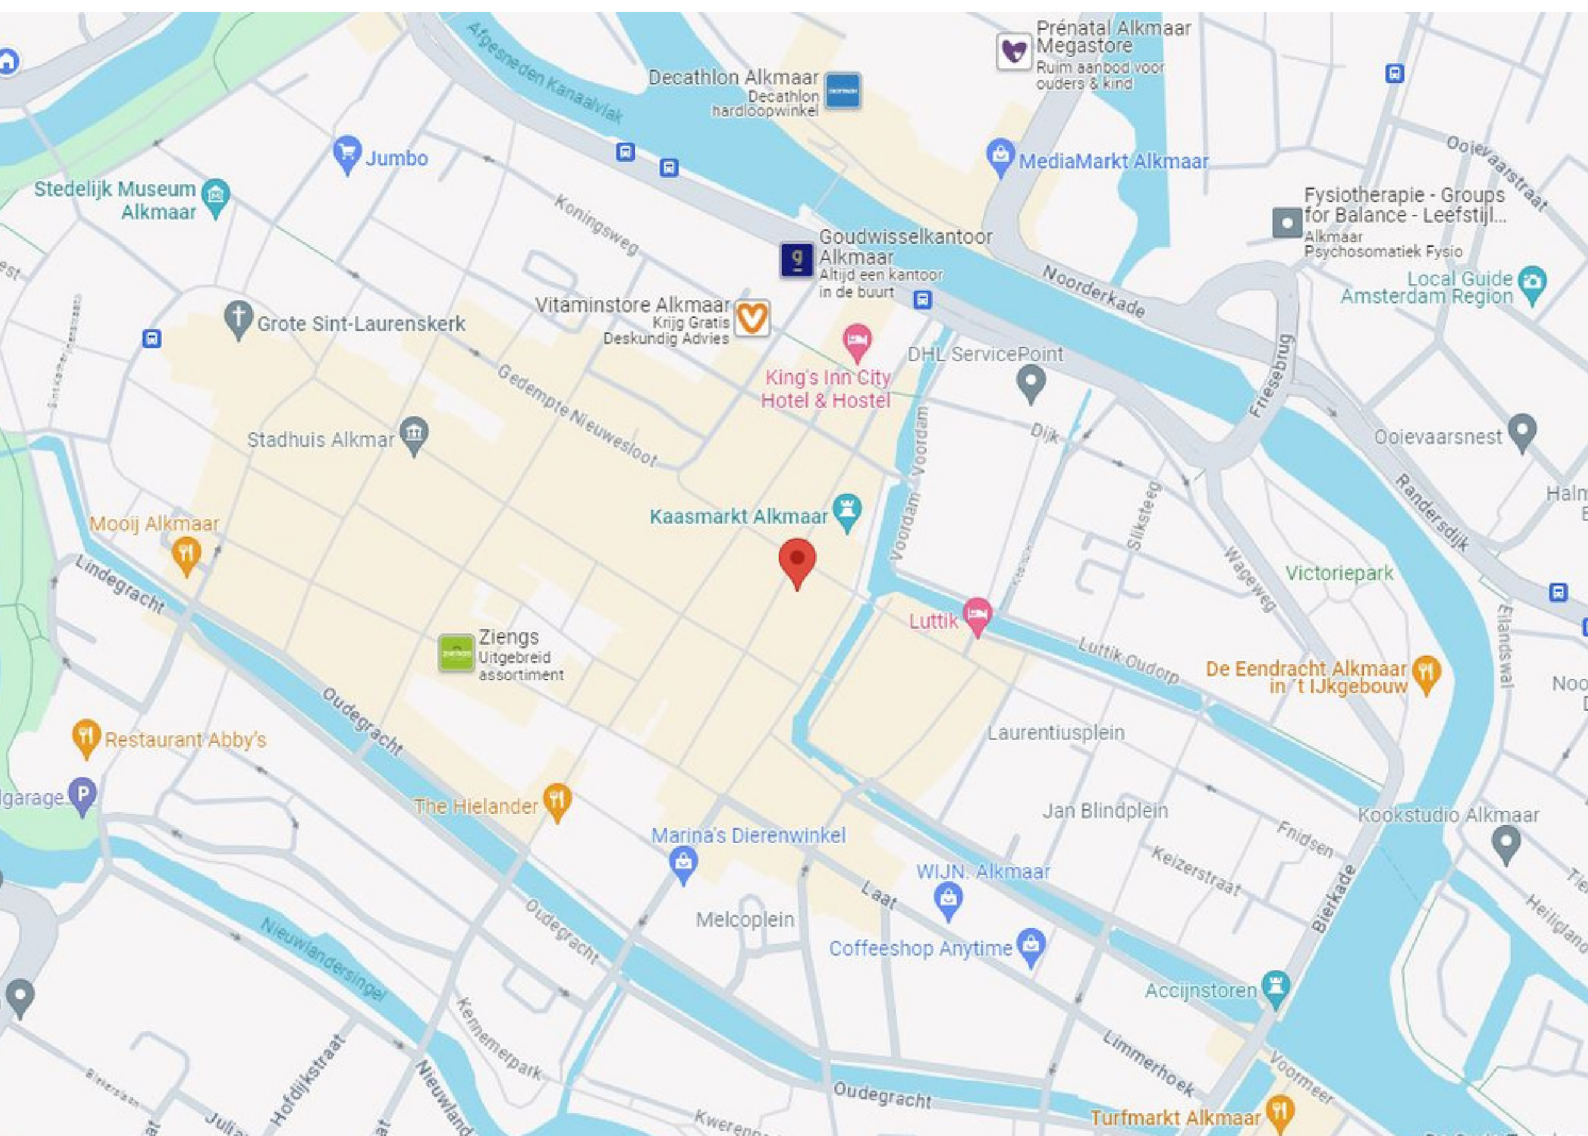 Prénatal Alkmaar
Megastore
Ruim aanbod voor
ouders & kind
Afgesneden Kanaalvlak
Decathlon Alkmaar
Decathlon
hardloopwinkel
Jumbo
MediaMarkt Alkmaar
Ooievaarstraat
Stedelijk Museum
Alkmaar
Koningsweg
Fysiotherapie - Groups
for Balance - Leefstijl...
Alkmaar
Psychosomatiek Fysio
Goudwisselkantoor
Alkmaar
Altijd een kantoor
in de buurt
Noorderkade
Local Guide
Amsterdam Region
Vitaminstore Alkmaar
Krijg Gratis
Deskundig Advies
Grote Sint-Laurenskerk
DHL ServicePoint
King's Inn City
Hotel & Hostel
Friesebrug
Gedempte Nieuwesloot
Voordam
Dijk
Stadhuis Alkmar
Ooievaarsnest
Randersdijk
Kaasmarkt Alkmaar
Voordam
Slijksteeg
Mooij Alkmaar
Lindegracht
Wageweg
Victoriepark
Luttik
Luttik Oudorp
Eilandswal
Ziengs
Uitgebreid
assortiment
De Eendracht Alkmaar
in 't IJkgebouw
Oudegracht
Laurentiusplein
Restaurant Abby's
P
The Hielander
Jan Blindplein
Kookstudio Alkmaar
Marina's Dierenwinkel
Fnidsen
Keizerstraat
WIJN. Alkmaar
Laat
Bierkade
Melcoplein
Oudegracht
Coffeeshop Anytime
Nieuwlandersingel
Accijnstoren
Kennemerpark
Limmerhoek
Hofdijkstraat
Voormeer
Oudegracht
Turfmarkt Alkmaar